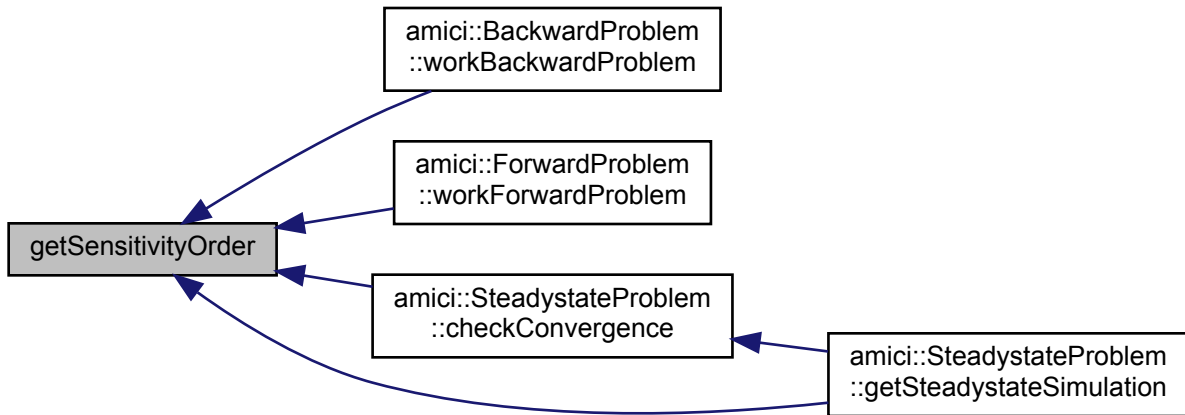 amici::BackwardProblem
::workBackwardProblem
amici::ForwardProblem
::workForwardProblem
getSensitivityOrder
amici::SteadystateProblem
::checkConvergence
amici::SteadystateProblem
::getSteadystateSimulation